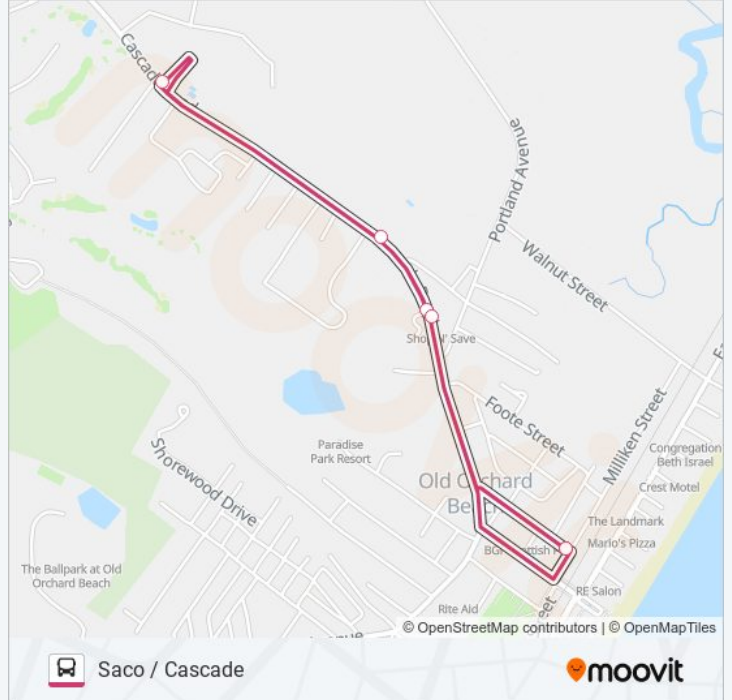 Cascade
Portland Avenue
Walnut Street
Shop N' Save
Foote Street
Milliken Street
Congregation
Beth Israel
Paradise
Park Resort
Crest Motel
Old Orchard
Beach
Shorewood Drive
The Landmark
Marlo's Pizza
The Ballpark at Old
Orchard Beach
RE Salon
Rite Aid
© OpenStreetMap contributors | © OpenMapTiles
Saco / Cascade
moovit